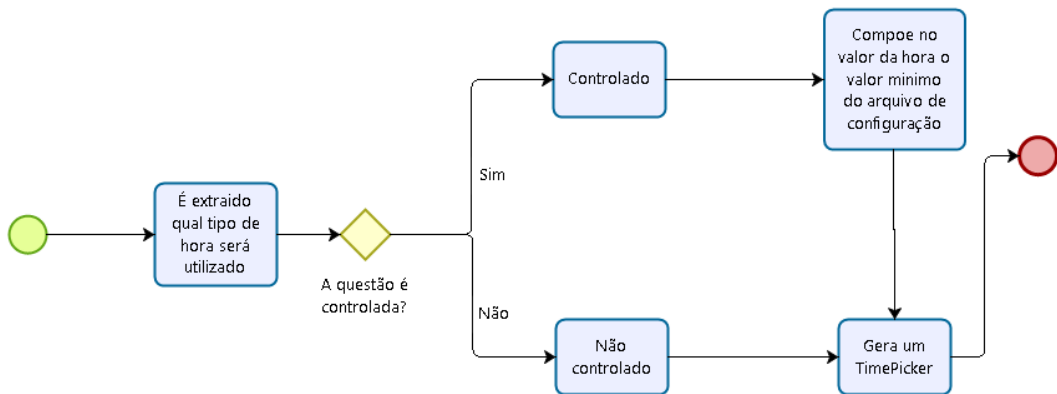 É extraido
qual tipo de
hora será
utilizado
A questão é
controlada?
Sim
Não
Controlado
Compoe no
valor da hora o
valor minimo
do arquivo de
configuração
Não
controlado
Gera um
TimePicker